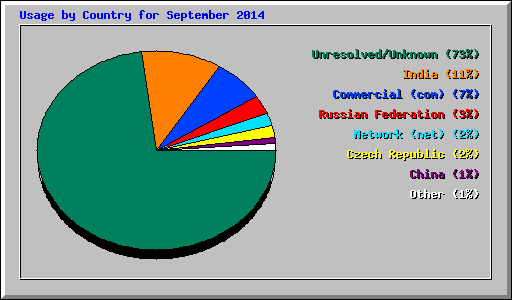 Usage by Country for September 2014
Unresolved/Unknown (73%)
India (11%)
Commercial (com) (7%)
Russian Federation (3%)
Network (net) (2%)
Czech Republic (2%)
China (1%)
Other (1%)